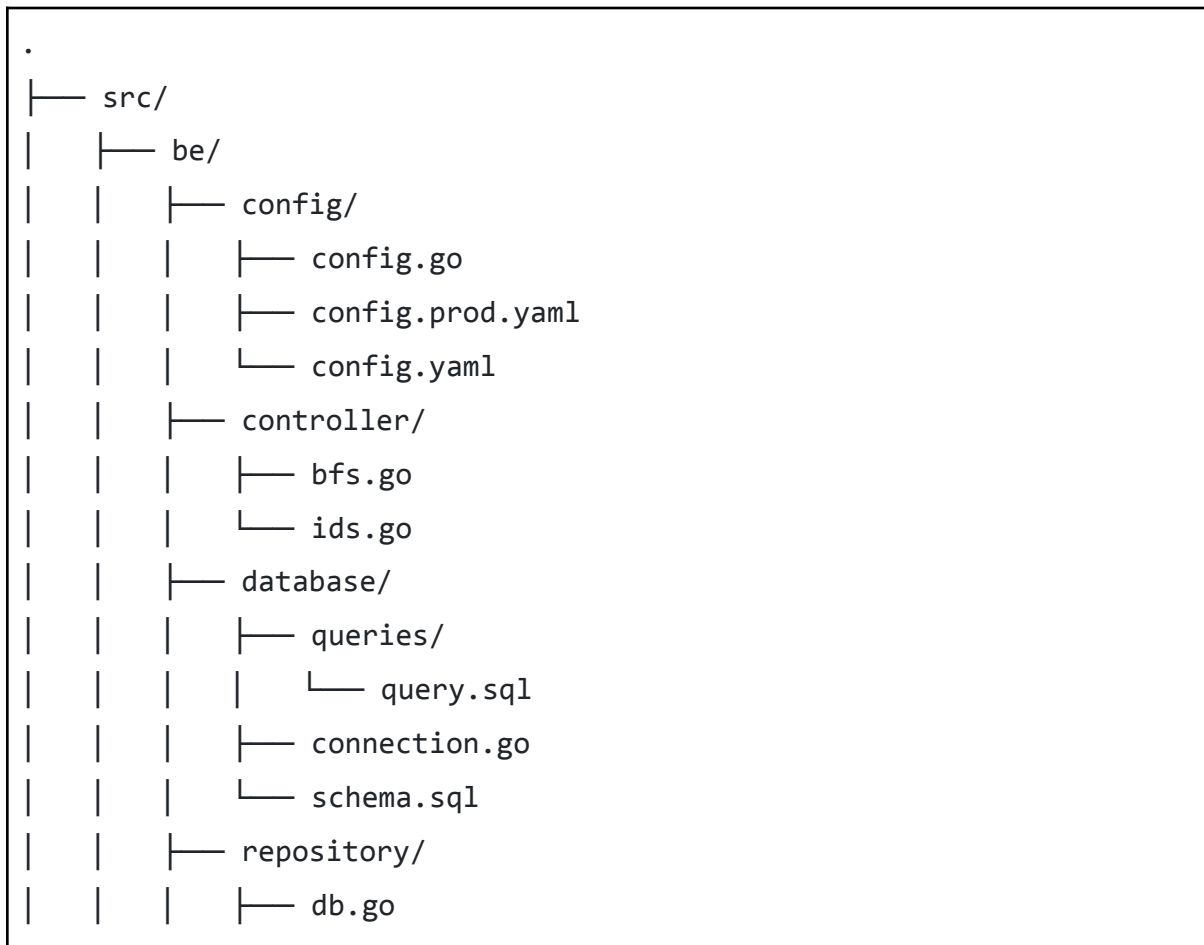 .
├── src/
│   ├── be/
│   │   ├── config/
│   │   │   ├── config.go
│   │   │   ├── config.prod.yaml
│   │   │   └── config.yaml
│   │   ├── controller/
│   │   │   ├── bfs.go
│   │   │   └── ids.go
│   │   ├── database/
│   │   │   ├── queries/
│   │   │   │   └── query.sql
│   │   │   ├── connection.go
│   │   │   └── schema.sql
│   │   ├── repository/
│   │   │   ├── db.go